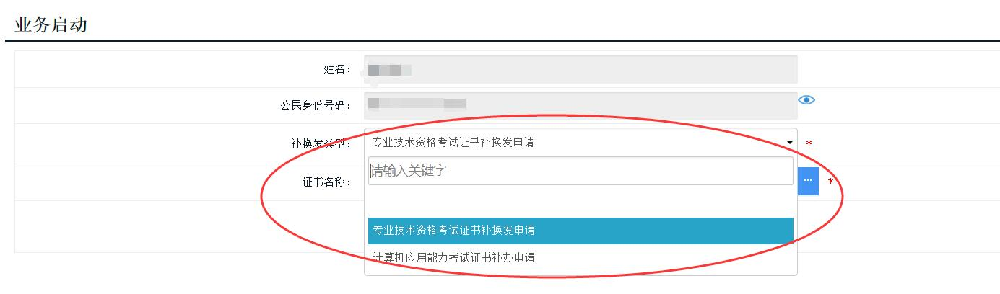 业务启动
姓名：
公民身份号码：
补换发类型： 专业技术资格考试证书补换发申请 *
请输入关键字
证书名称： ... *
专业技术资格考试证书补换发申请
计算机应用能力考试证书补办申请